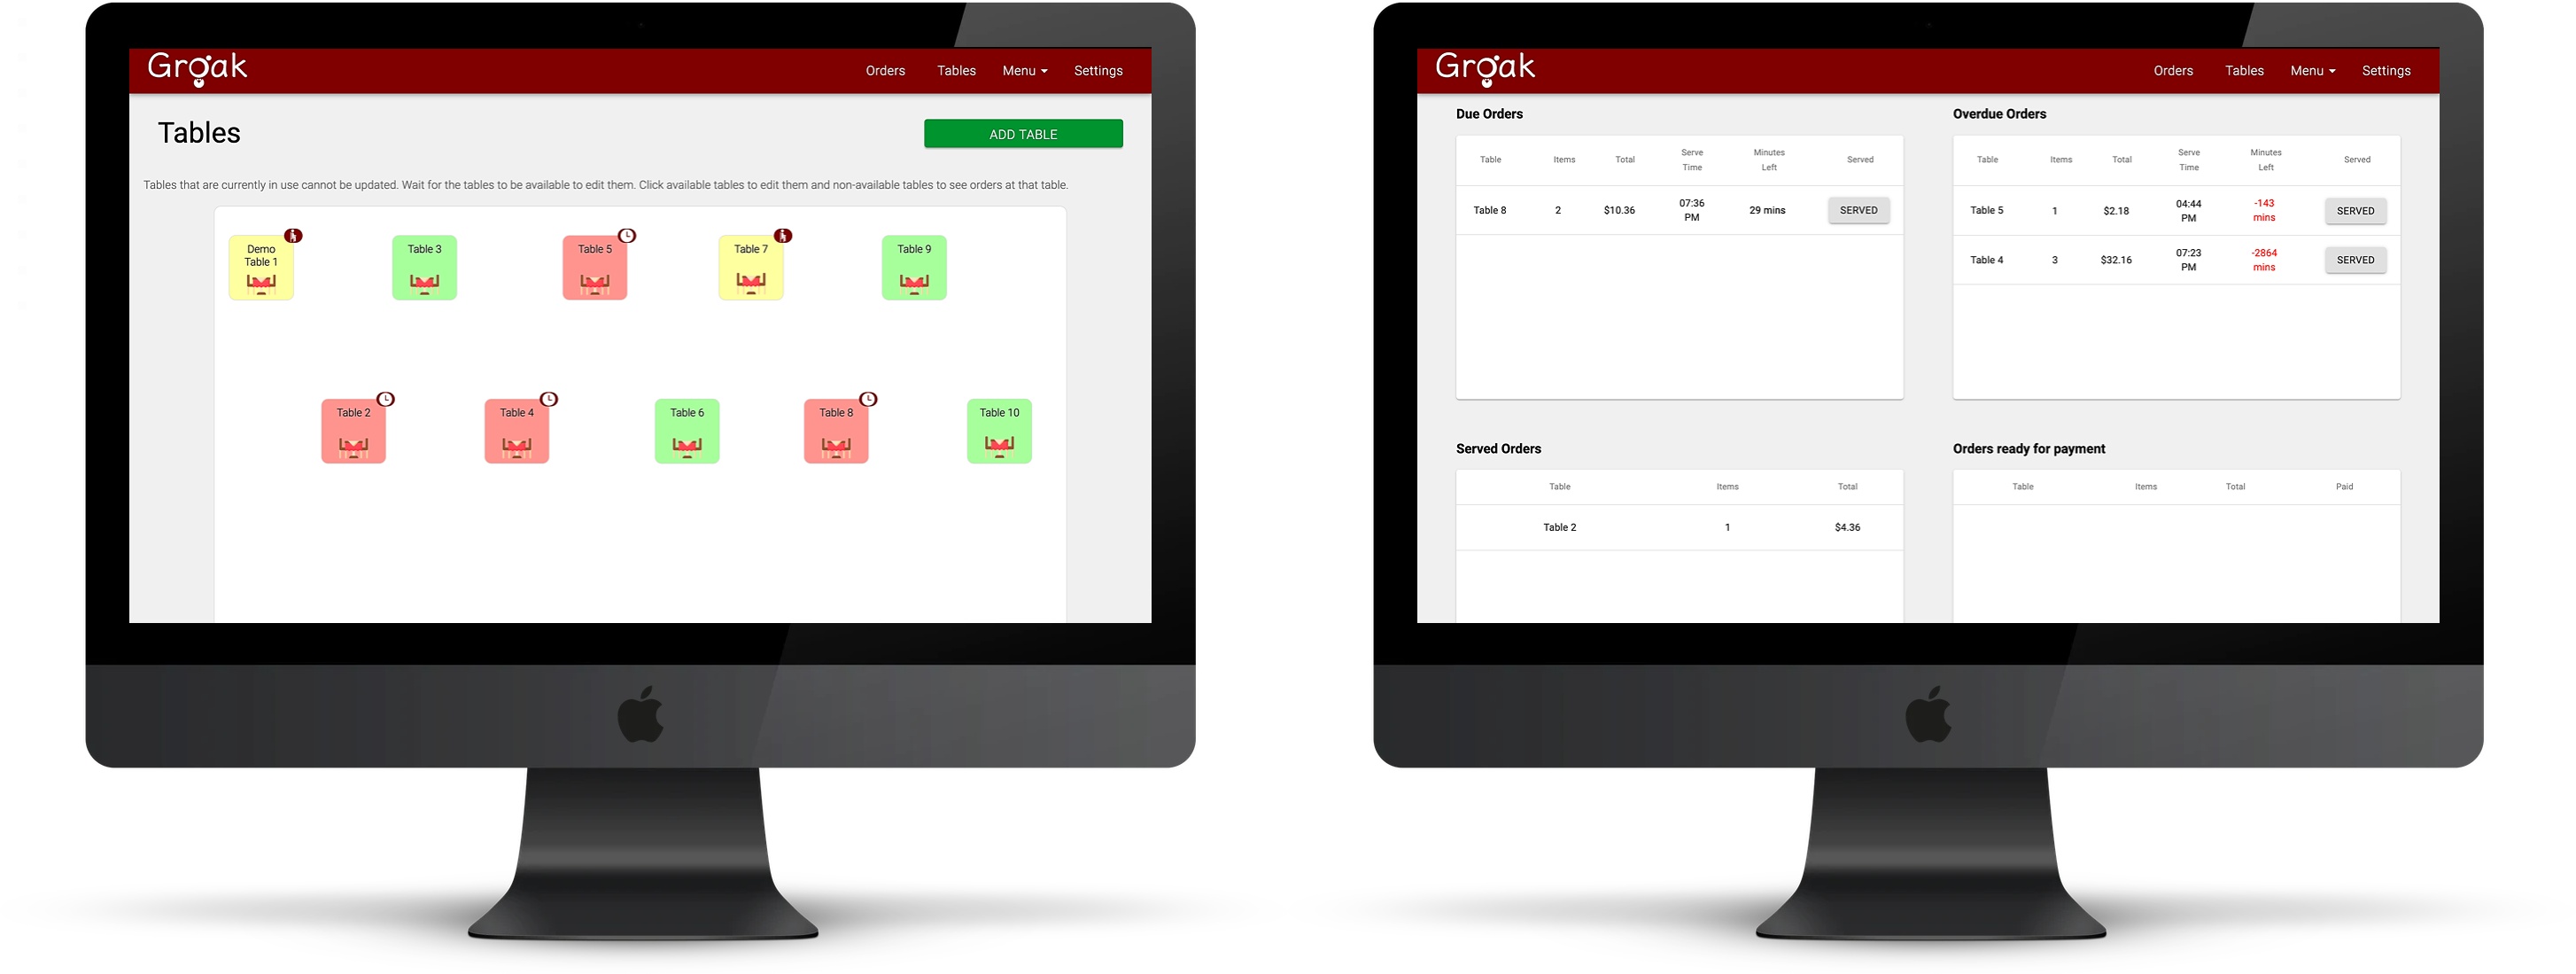 Groak
Orders Tables Menu Settings
Tables
ADD TABLE
Tables that are currently in use cannot be updated. Wait for the tables to be available to edit them. Click available tables to edit them and non-available tables to see orders at that table.
Demo
Table 1
Table 3
Table 5
Table 7
Table 9
Table 2
Table 4
Table 6
Table 8
Table 10
Groak
Orders Tables Menu Settings
Due Orders
Table Items Total Serve Time Minutes Left Served
Table 8 2 $10.36 07:36 PM 29 mins SERVED
Overdue Orders
Table Items Total Serve Time Minutes Left Served
Table 5 1 $2.18 04:44 PM -143 mins SERVED
Table 4 3 $32.16 07:23 PM -2864 mins SERVED
Served Orders
Table Items Total
Table 2 1 $4.36
Orders ready for payment
Table Items Total Paid